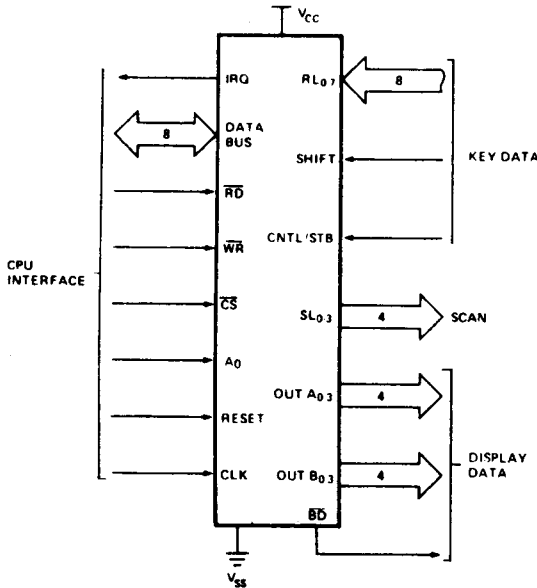 VCC
IRQ
RL0-7
8
DATA
BUS
8
SHIFT
KEY DATA
RD
WR
CNTL/STB
CPU
INTERFACE
CS
SL0-3
4
SCAN
A0
OUT A0-3
4
RESET
DISPLAY
DATA
CLK
OUT B0-3
4
BD
VSS